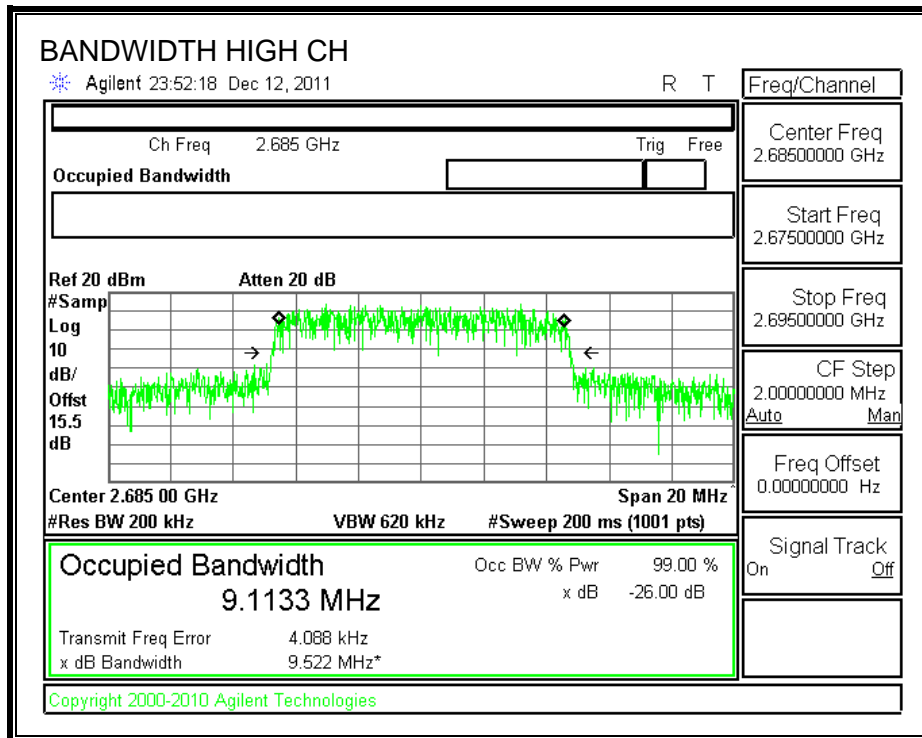 BANDWIDTH HIGH CH
Agilent 23:52:18 Dec 12, 2011 R T
Freq/Channel
Ch Freq 2.685 GHz Trig Free
Occupied Bandwidth
Center Freq
2.68500000 GHz
Start Freq
2.67500000 GHz
Stop Freq
2.69500000 GHz
CF Step
2.00000000 MHz
Auto Man
Freq Offset
0.00000000 Hz
Signal Track
On Off
Ref 20 dBm Atten 20 dB
#Samp
Log
10
dB/
Offst
15.5
dB
Center 2.685 00 GHz Span 20 MHz
#Res BW 200 kHz VBW 620 kHz #Sweep 200 ms (1001 pts)
Occupied Bandwidth
9.1133 MHz
Occ BW % Pwr 99.00 %
x dB -26.00 dB
Transmit Freq Error 4.088 kHz
x dB Bandwidth 9.522 MHz*
Copyright 2000-2010 Agilent Technologies